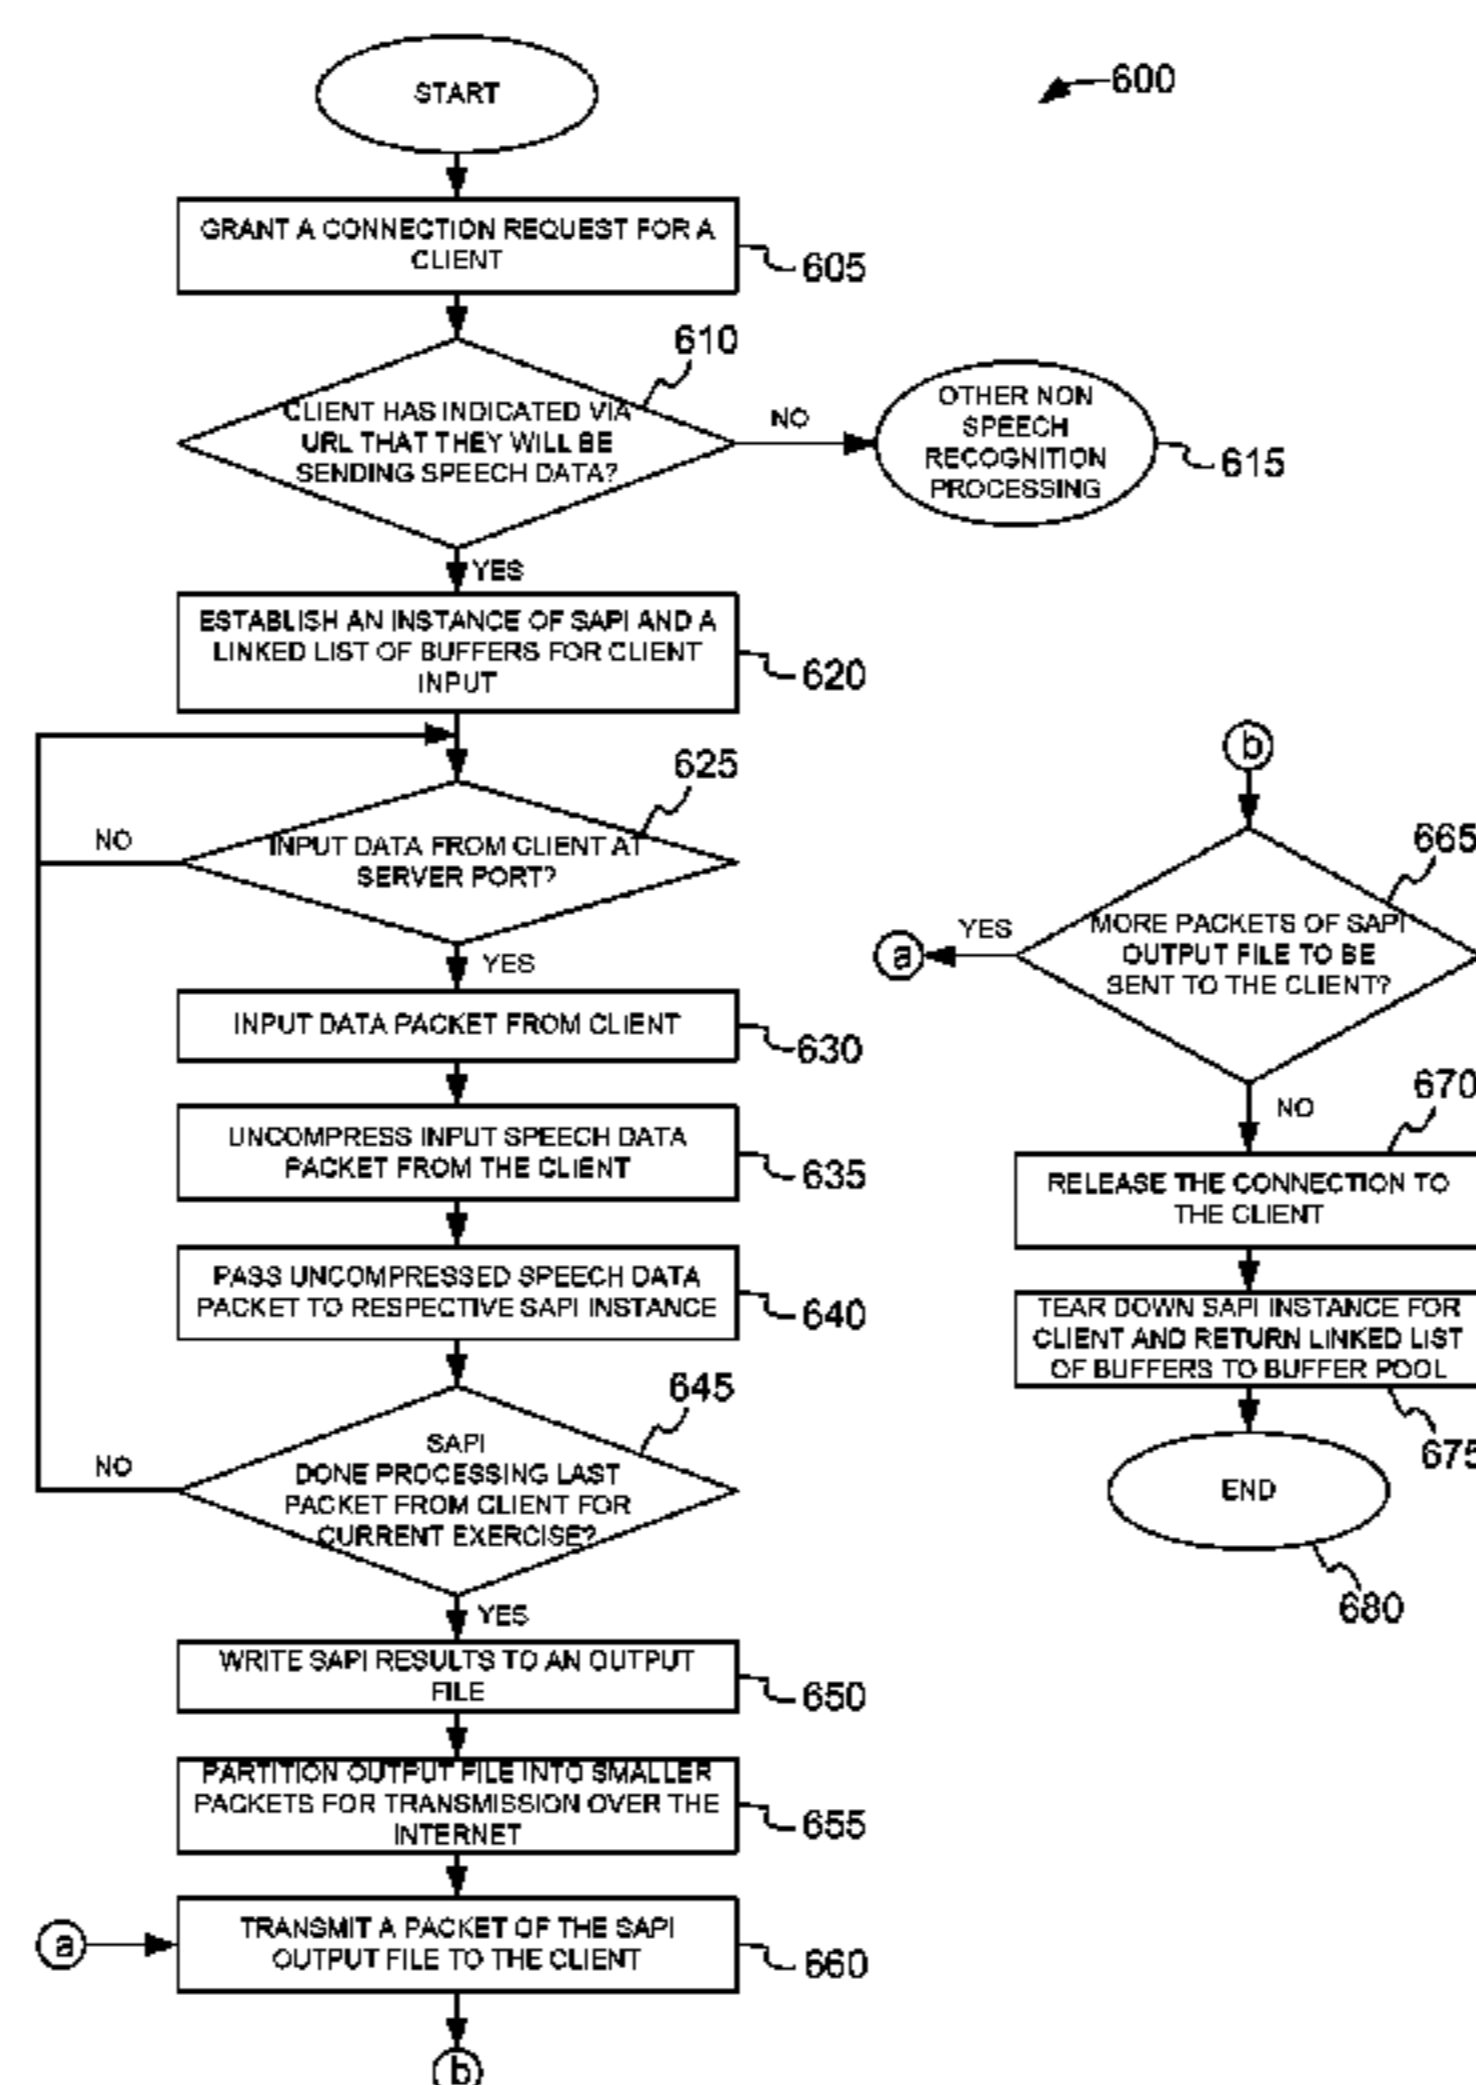 START
600
GRANT A CONNECTION REQUEST FOR A
CLIENT
605
610
CLIENT HAS INDICATED VIA
URL THAT THEY WILL BE
SENDING SPEECH DATA?
NO
OTHER NON
SPEECH
RECOGNITION
PROCESSING
615
YES
ESTABLISH AN INSTANCE OF SAPI AND A
LINKED LIST OF BUFFERS FOR CLIENT
INPUT
620
625
NO
INPUT DATA FROM CLIENT AT
SERVER PORT?
YES
INPUT DATA PACKET FROM CLIENT
630
UNCOMPRESS INPUT SPEECH DATA
PACKET FROM THE CLIENT
635
PASS UNCOMPRESSED SPEECH DATA
PACKET TO RESPECTIVE SAPI INSTANCE
640
645
NO
SAPI
DONE PROCESSING LAST
PACKET FROM CLIENT FOR
CURRENT EXERCISE?
YES
WRITE SAPI RESULTS TO AN OUTPUT
FILE
650
PARTITION OUTPUT FILE INTO SMALLER
PACKETS FOR TRANSMISSION OVER THE
INTERNET
655
a
TRANSMIT A PACKET OF THE SAPI
OUTPUT FILE TO THE CLIENT
660
b
b
665
YES
a
MORE PACKETS OF SAPI
OUTPUT FILE TO BE
SENT TO THE CLIENT?
NO
670
RELEASE THE CONNECTION TO
THE CLIENT
TEAR DOWN SAPI INSTANCE FOR
CLIENT AND RETURN LINKED LIST
OF BUFFERS TO BUFFER POOL
675
END
680